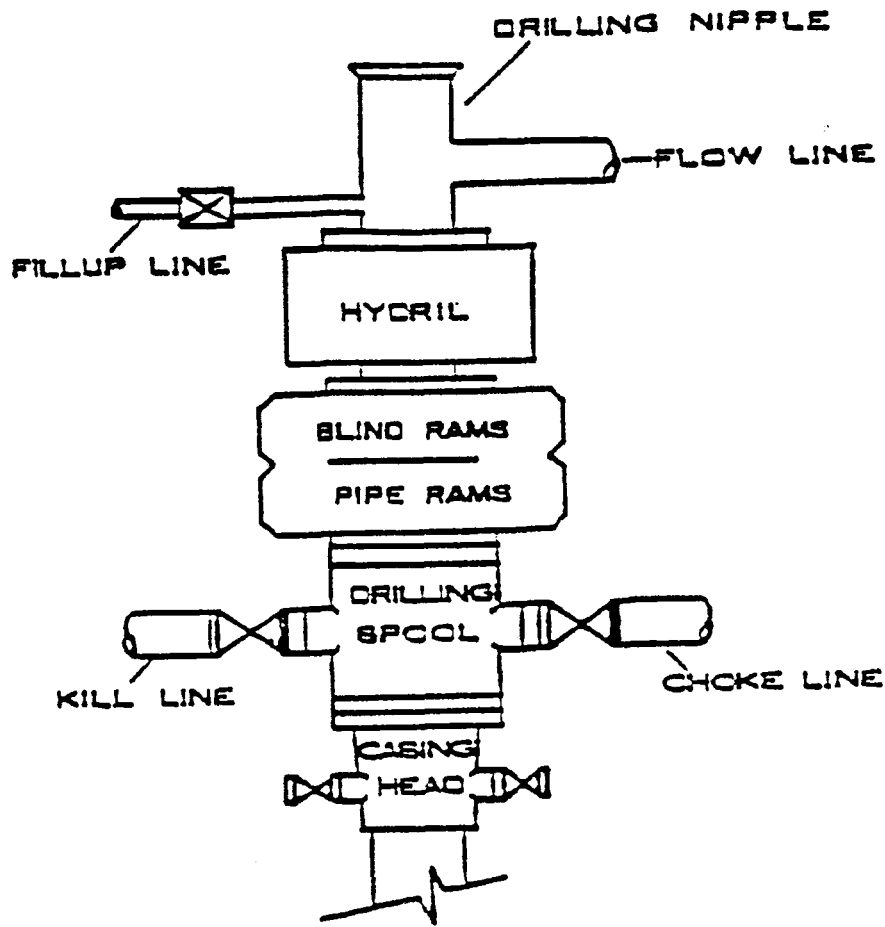 DRILLING NIPPLE
FLOW LINE
FILLUP LINE
HYDRIL
BLIND RAMS
PIPE RAMS
DRILLING
SPOOL
KILL LINE
CHOKE LINE
CASING
HEAD